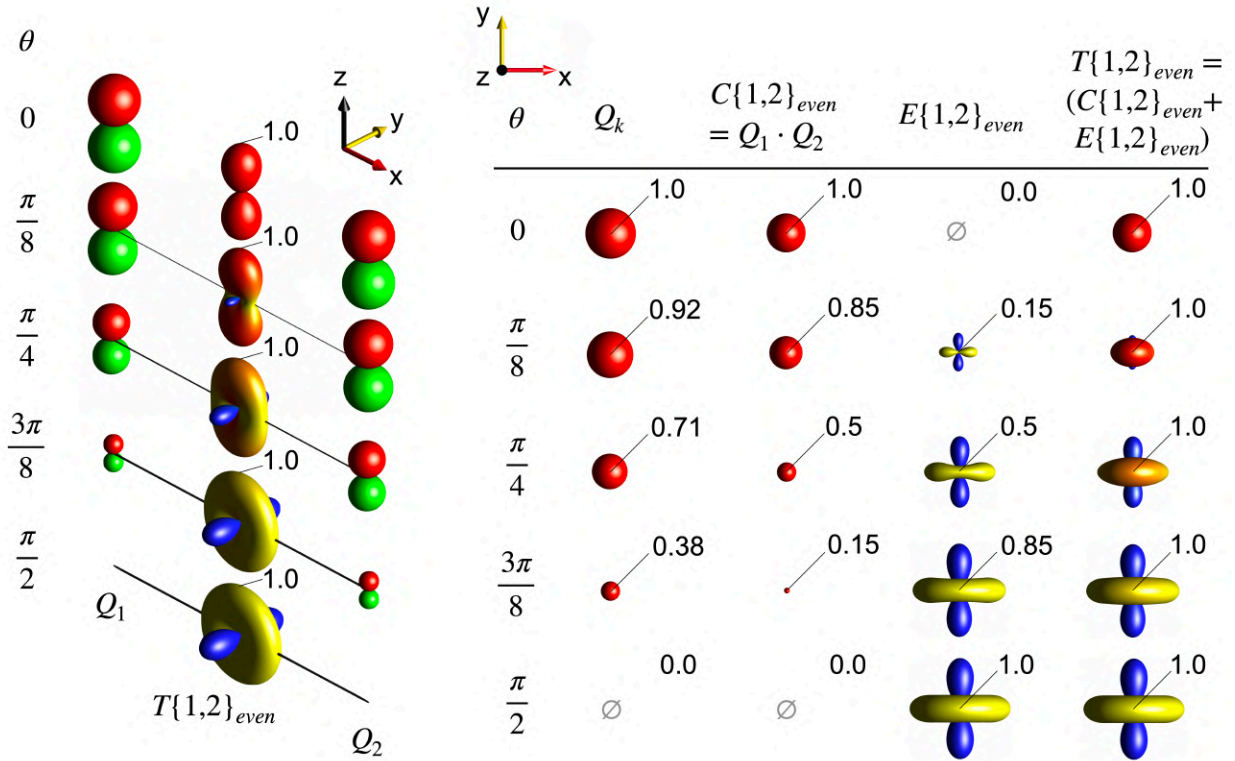 θ
0
π/8
π/4
3π/8
π/2
1.0
1.0
1.0
1.0
1.0
z
y
x
Q₁
T{1,2}ₑᵥₑₙ
Q₂
y
z x
θ Qₖ C{1,2}ₑᵥₑₙ = Q₁ · Q₂ E{1,2}ₑᵥₑₙ T{1,2}ₑᵥₑₙ = (C{1,2}ₑᵥₑₙ + E{1,2}ₑᵥₑₙ)
0 1.0 1.0 0.0 ∅ 1.0
π/8 0.92 0.85 0.15 1.0
π/4 0.71 0.5 0.5 1.0
3π/8 0.38 0.15 0.85 1.0
π/2 0.0 ∅ 0.0 ∅ 1.0 1.0